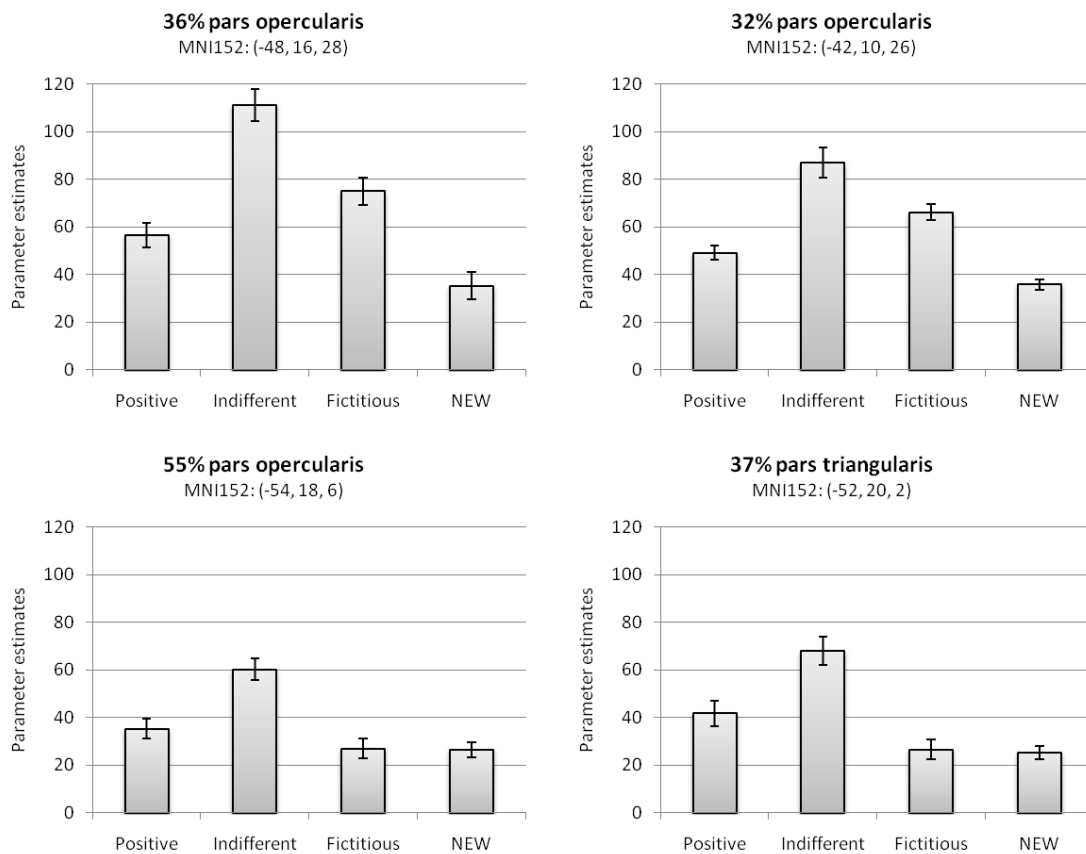 36% pars opercularis
MNI152: (-48, 16, 28)
Parameter estimates
120
100
80
60
40
20
0
Positive Indifferent Fictitious NEW
32% pars opercularis
MNI152: (-42, 10, 26)
Parameter estimates
120
100
80
60
40
20
0
Positive Indifferent Fictitious NEW
55% pars opercularis
MNI152: (-54, 18, 6)
Parameter estimates
120
100
80
60
40
20
0
Positive Indifferent Fictitious NEW
37% pars triangularis
MNI152: (-52, 20, 2)
Parameter estimates
120
100
80
60
40
20
0
Positive Indifferent Fictitious NEW